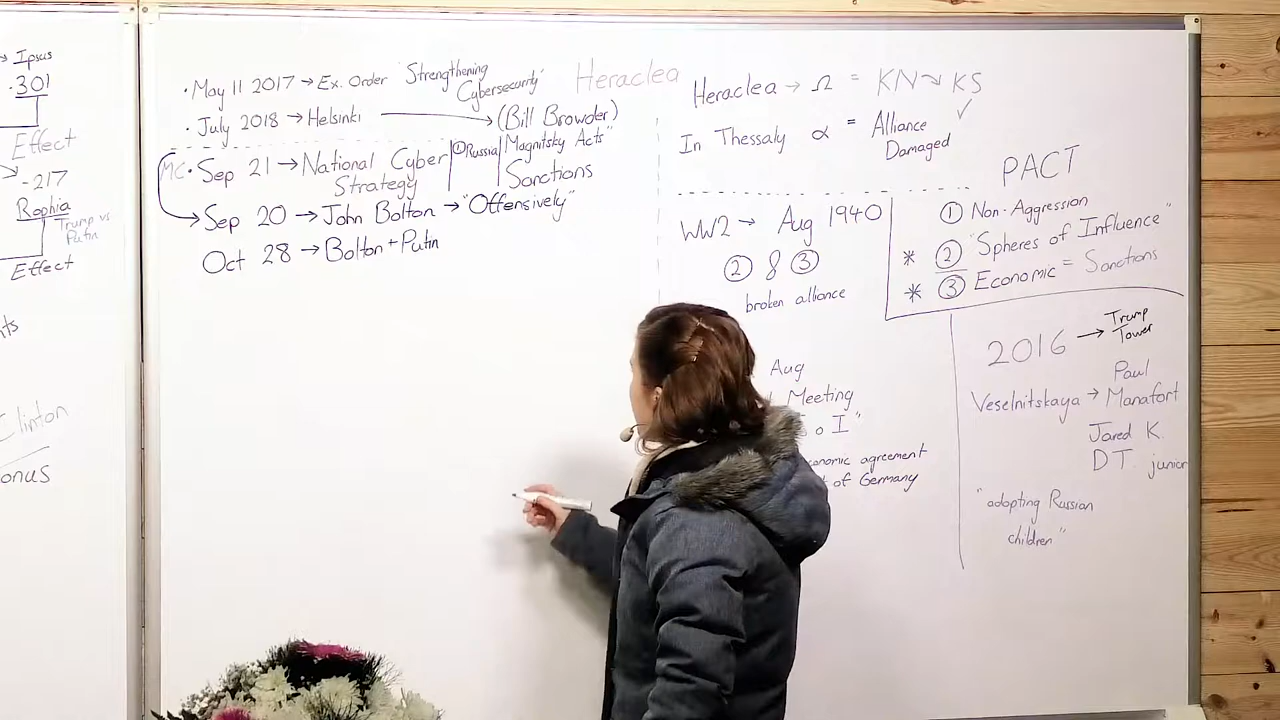 Ipsus
301
Effect
-217
Raphia
Trump vs
Putin
Effect
Clinton
onus
· May 11 2017 → Ex. Order "Strengthening
Cybersecurity"
· July 2018 → Helsinki → (Bill Browder)
MC · Sep 21 → National Cyber
Strategy
① Russia
Magnitsky Acts"
Sanctions
Sep 20 → John Bolton → "Offensively"
Oct 28 → Bolton + Putin
Heraclea
Heraclea → Ω = KN → KS
In Thessaly α = Alliance ✓
Damaged
WW2 → Aug 1940
② & ③
broken alliance
Aug
Meeting
o I"
economic agreement
of Germany
PACT
① Non-Aggression
* ② "Spheres of Influence"
* ③ Economic = Sanctions
2016 → Trump
Tower
Veselnitskaya → Paul
Manafort
Jared K.
DT. junior
"adopting Russian
children"